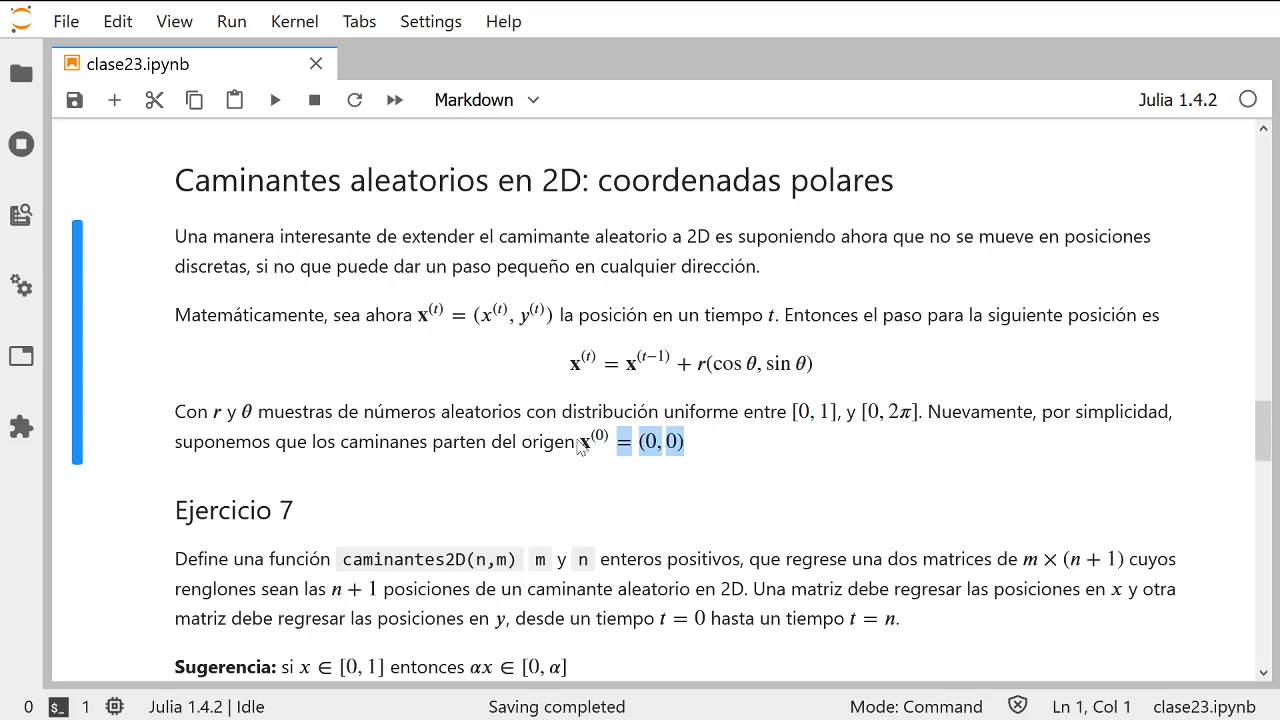 File Edit View Run Kernel Tabs Settings Help
clase23.ipynb
Markdown
Julia 1.4.2
Caminantes aleatorios en 2D: coordenadas polares
Una manera interesante de extender el camimante aleatorio a 2D es suponiendo ahora que no se mueve en posiciones
discretas, si no que puede dar un paso pequeño en cualquier dirección.
Matemáticamente, sea ahora x^(t) = (x^(t), y^(t)) la posición en un tiempo t. Entonces el paso para la siguiente posición es
x^(t) = x^(t−1) + r(cos θ, sin θ)
Con r y θ muestras de números aleatorios con distribución uniforme entre [0, 1], y [0, 2π]. Nuevamente, por simplicidad,
suponemos que los caminanes parten del origen x^(0) = (0, 0)
Ejercicio 7
Define una función caminantes2D(n,m) m y n enteros positivos, que regrese una dos matrices de m × (n + 1) cuyos
renglones sean las n + 1 posiciones de un caminante aleatorio en 2D. Una matriz debe regresar las posiciones en x y otra
matriz debe regresar las posiciones en y, desde un tiempo t = 0 hasta un tiempo t = n.
Sugerencia: si x ∈ [0, 1] entonces αx ∈ [0, α]
0 $_ 1 Julia 1.4.2 | Idle Saving completed Mode: Command Ln 1, Col 1 clase23.ipynb